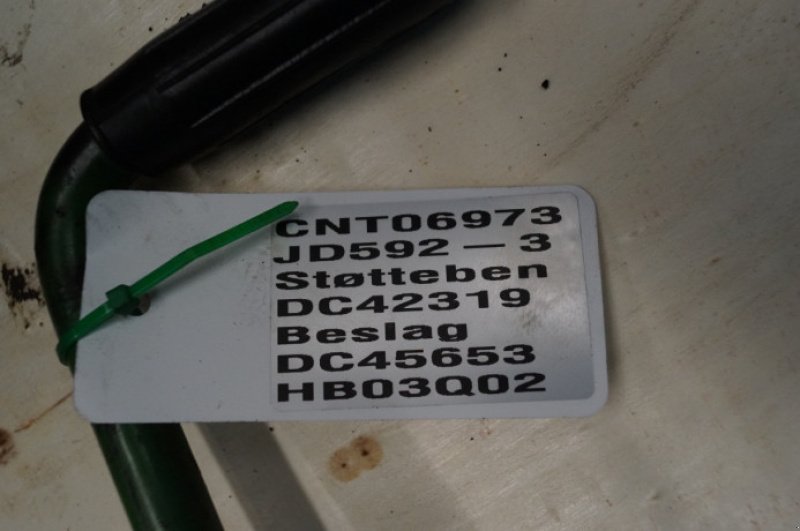 CNT06973
JD592 – 3
Støtteben
DC42319
Beslag
DC45653
HB03Q02